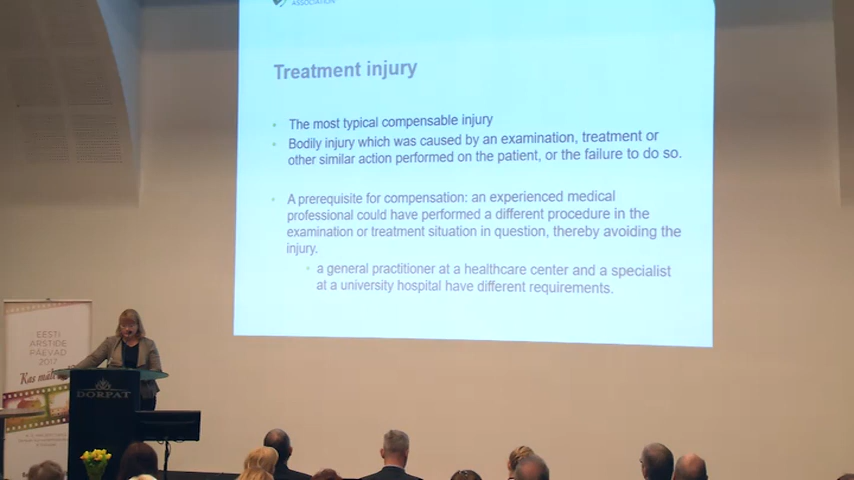 ASSOCIATION
Treatment injury
• The most typical compensable injury
• Bodily injury which was caused by an examination, treatment or
other similar action performed on the patient, or the failure to do so.
• A prerequisite for compensation: an experienced medical
professional could have performed a different procedure in the
examination or treatment situation in question, thereby avoiding the
injury.
• a general practitioner at a healthcare center and a specialist
at a university hospital have different requirements.
EESTI
ARSTIDE
PÄEVAD
2017
Kas
DORPAT